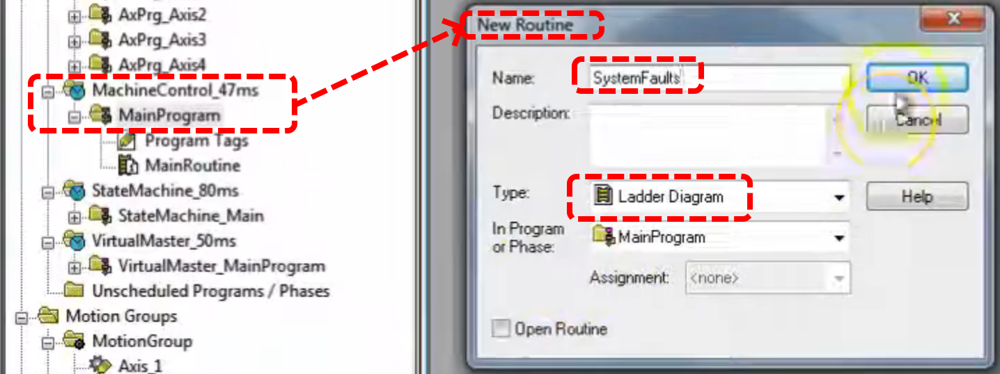 AxPrg_Axis2
AxPrg_Axis3
AxPrg_Axis4
MachineControl_47ms
MainProgram
Program Tags
MainRoutine
StateMachine_80ms
StateMachine_Main
VirtualMaster_50ms
VirtualMaster_MainProgram
Unscheduled Programs / Phases
Motion Groups
MotionGroup
Axis_1
New Routine
Name: SystemFaults OK
Description: Cancel
Type: Ladder Diagram Help
In Program
or Phase: MainProgram
Assignment: <none>
Open Routine